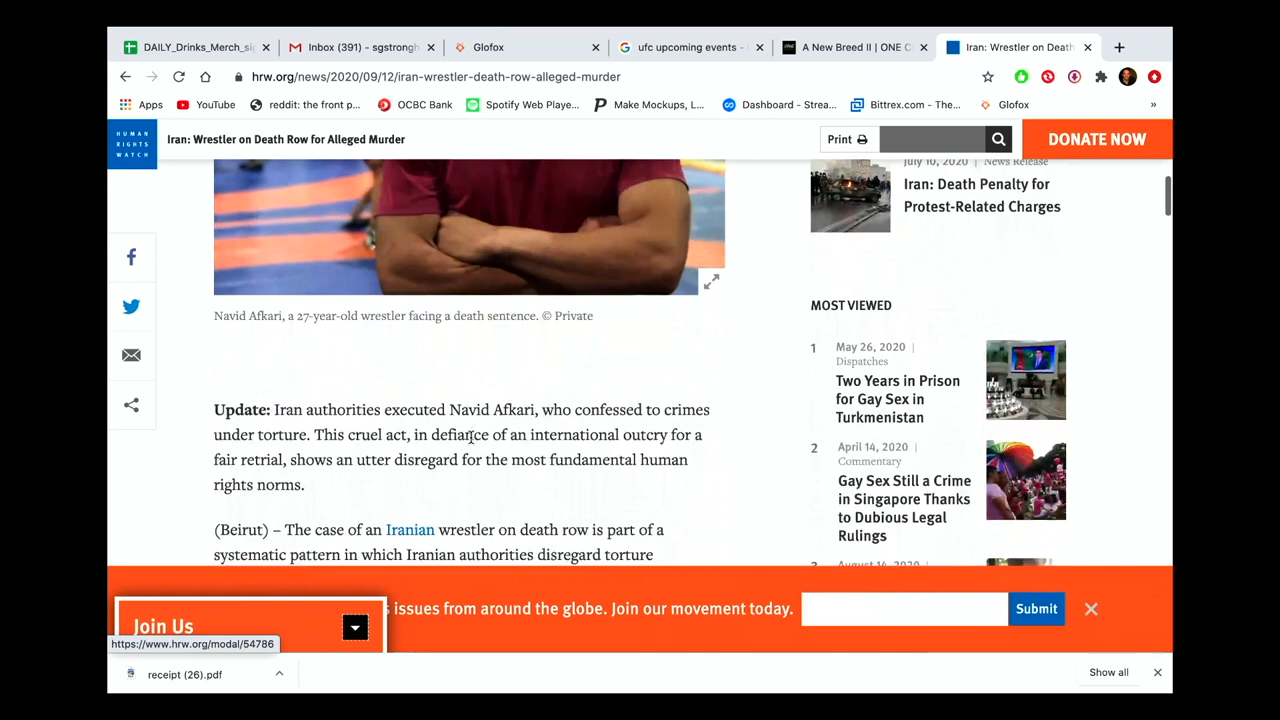 DAILY_Drinks_Merch_si
Inbox (391) - sgstrongh
Glofox
ufc upcoming events -
A New Breed II | ONE C
Iran: Wrestler on Death
hrw.org/news/2020/09/12/iran-wrestler-death-row-alleged-murder
Apps
YouTube
reddit: the front p...
OCBC Bank
Spotify Web Playe...
Make Mockups, L...
Dashboard - Strea...
Bittrex.com - The...
Glofox
»
HUMAN
RIGHTS
WATCH
Iran: Wrestler on Death Row for Alleged Murder
Print
DONATE NOW
July 10, 2020 | News Release
Iran: Death Penalty for
Protest-Related Charges
Navid Afkari, a 27-year-old wrestler facing a death sentence. © Private
MOST VIEWED
1
May 26, 2020 |
Dispatches
Two Years in Prison
for Gay Sex in
Turkmenistan
Update: Iran authorities executed Navid Afkari, who confessed to crimes
under torture. This cruel act, in defiance of an international outcry for a
fair retrial, shows an utter disregard for the most fundamental human
rights norms.
2
April 14, 2020 |
Commentary
Gay Sex Still a Crime
in Singapore Thanks
to Dubious Legal
Rulings
(Beirut) – The case of an Iranian wrestler on death row is part of a
systematic pattern in which Iranian authorities disregard torture
issues from around the globe. Join our movement today.
Submit
Join Us
https://www.hrw.org/modal/54786
receipt (26).pdf
Show all